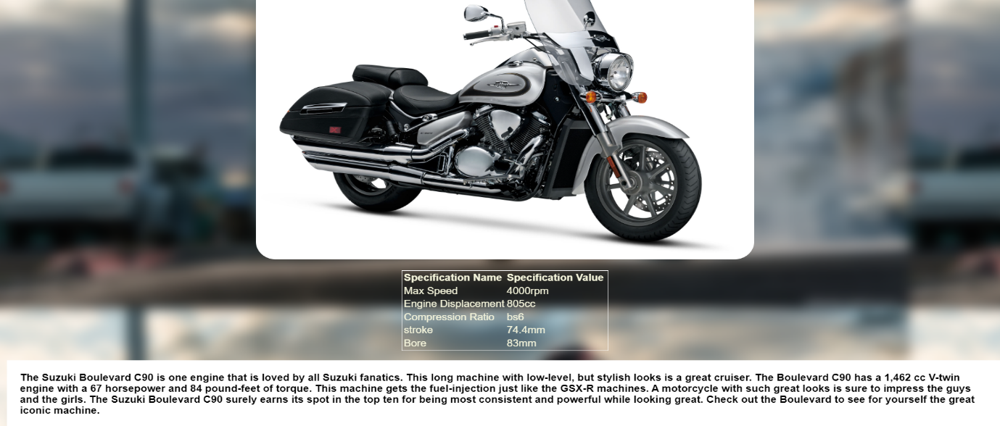 Specification Name Specification Value
Max Speed 4000rpm
Engine Displacement 805cc
Compression Ratio bs6
stroke 74.4mm
Bore 83mm
The Suzuki Boulevard C90 is one engine that is loved by all Suzuki fanatics. This long machine with low-level, but stylish looks is a great cruiser. The Boulevard C90 has a 1,462 cc V-twin
engine with a 67 horsepower and 84 pound-feet of torque. This machine gets the fuel-injection just like the GSX-R machines. A motorcycle with such great looks is sure to impress the guys
and the girls. The Suzuki Boulevard C90 surely earns its spot in the top ten for being most consistent and powerful while looking great. Check out the Boulevard to see for yourself the great
iconic machine.